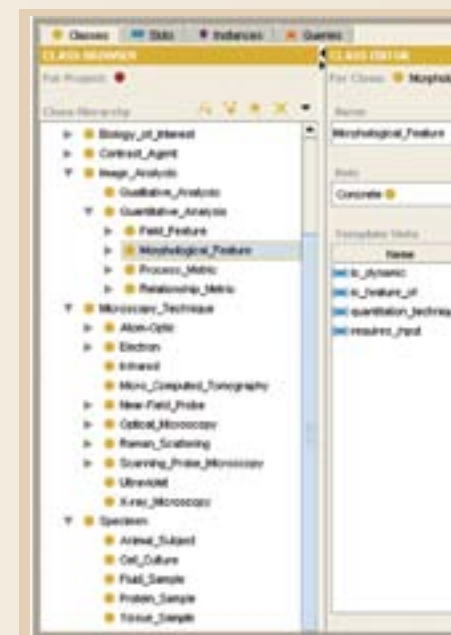 Classes Slots Instances Queries
CLASS BROWSER
For Project:
Class Hierarchy
Biology_of_Interest
Contrast_Agent
Image_Analysis
Qualitative_Analysis
Quantitative_Analysis
Field_Feature
Morphological_Feature
Process_Metric
Relationship_Metric
Microscopy_Technique
Atom-Optic
Electron
Infrared
Micro_Computed_Tomography
Near-Field_Probe
Optical_Microscopy
Raman_Scattering
Scanning_Probe_Microscopy
Ultraviolet
X-ray_Microscopy
Specimen
Animal_Subject
Cell_Culture
Fluid_Sample
Protein_Sample
Tissue_Sample
CLASS EDITOR
For Class: Morpholo
Name
Morphological_Feature
Role
Concrete
Template Slots
Name
is_dynamic
is_feature_of
quantitation_techniqu
requires_input